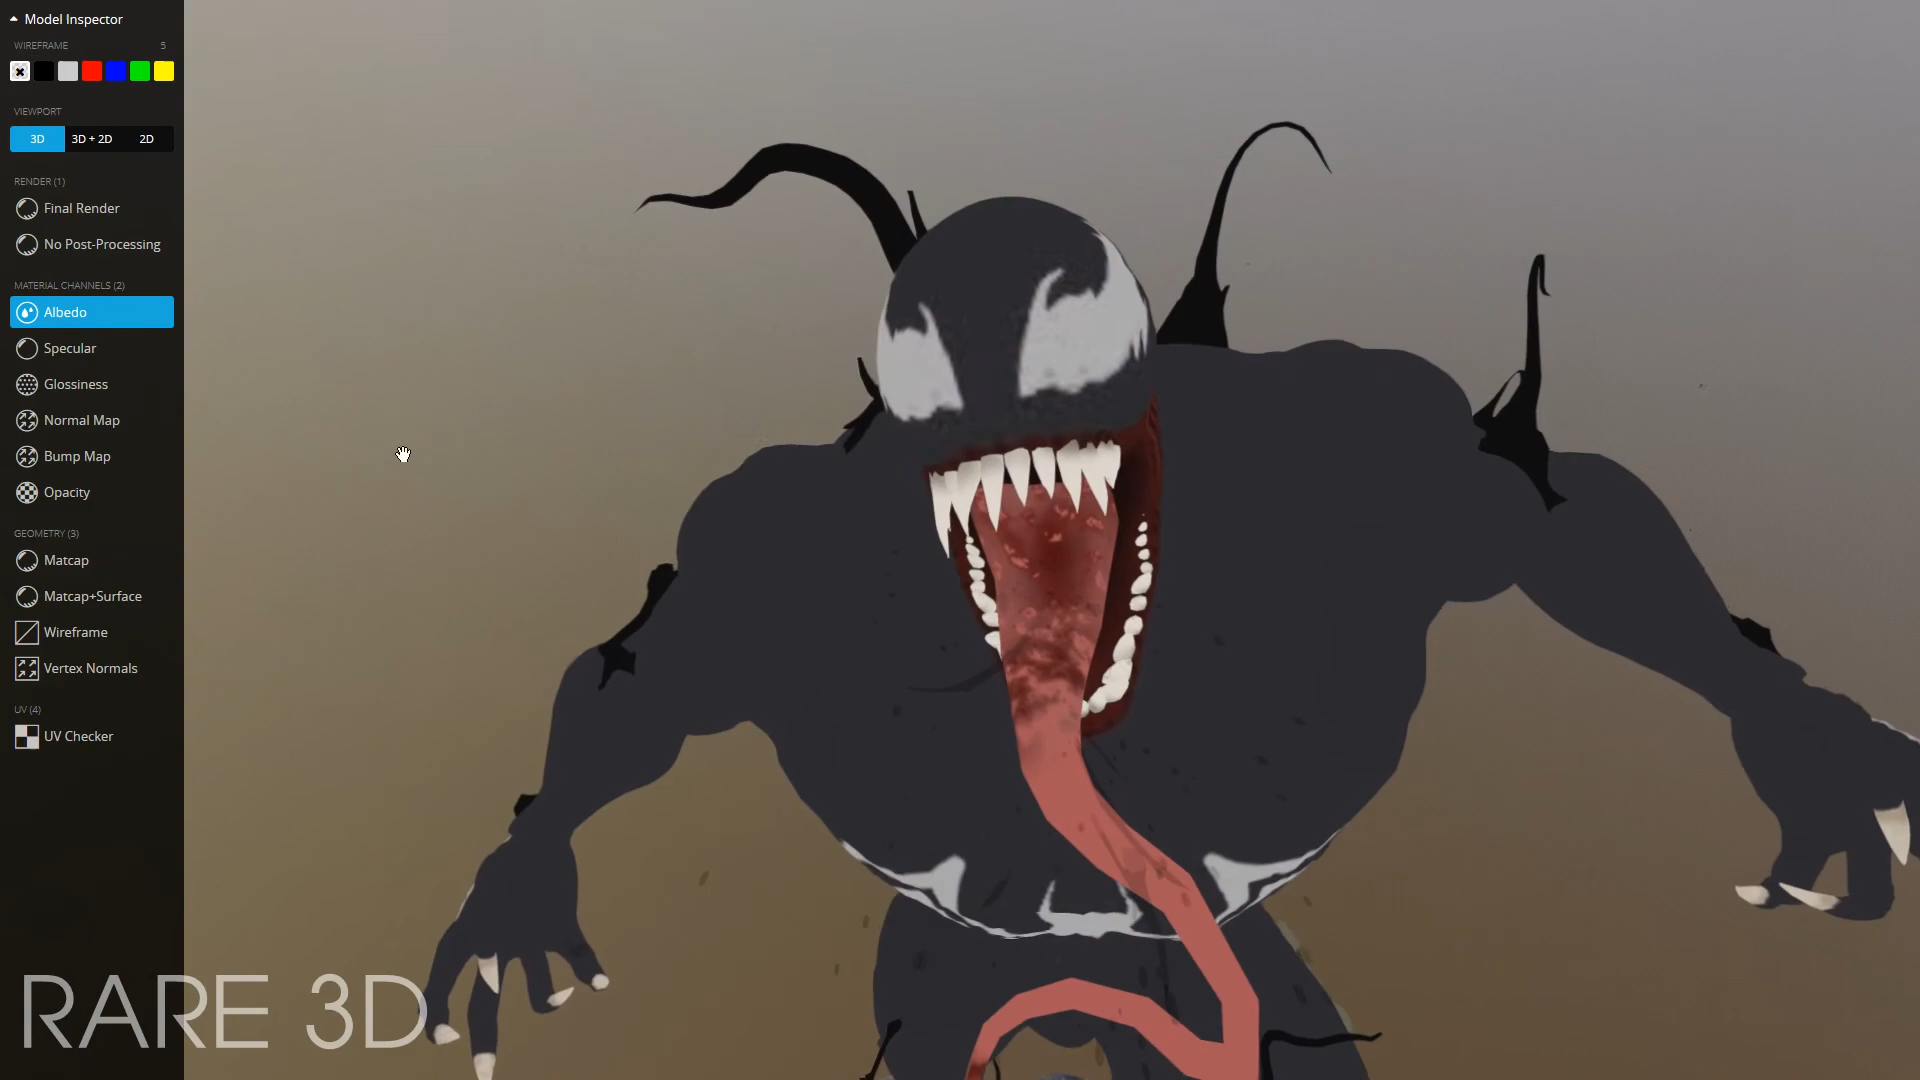 Model Inspector
WIREFRAME 5
VIEWPORT
3D 3D + 2D 2D
RENDER (1)
Final Render
No Post-Processing
MATERIAL CHANNELS (2)
Albedo
Specular
Glossiness
Normal Map
Bump Map
Opacity
GEOMETRY (3)
Matcap
Matcap+Surface
Wireframe
Vertex Normals
UV (4)
UV Checker
RARE 3D